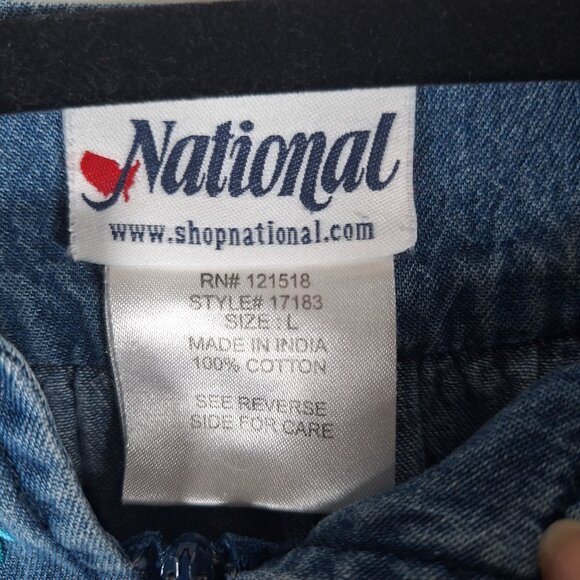 National
www.shopnational.com
RN# 121518
STYLE# 17183
SIZE : L
MADE IN INDIA
100% COTTON
SEE REVERSE
SIDE FOR CARE